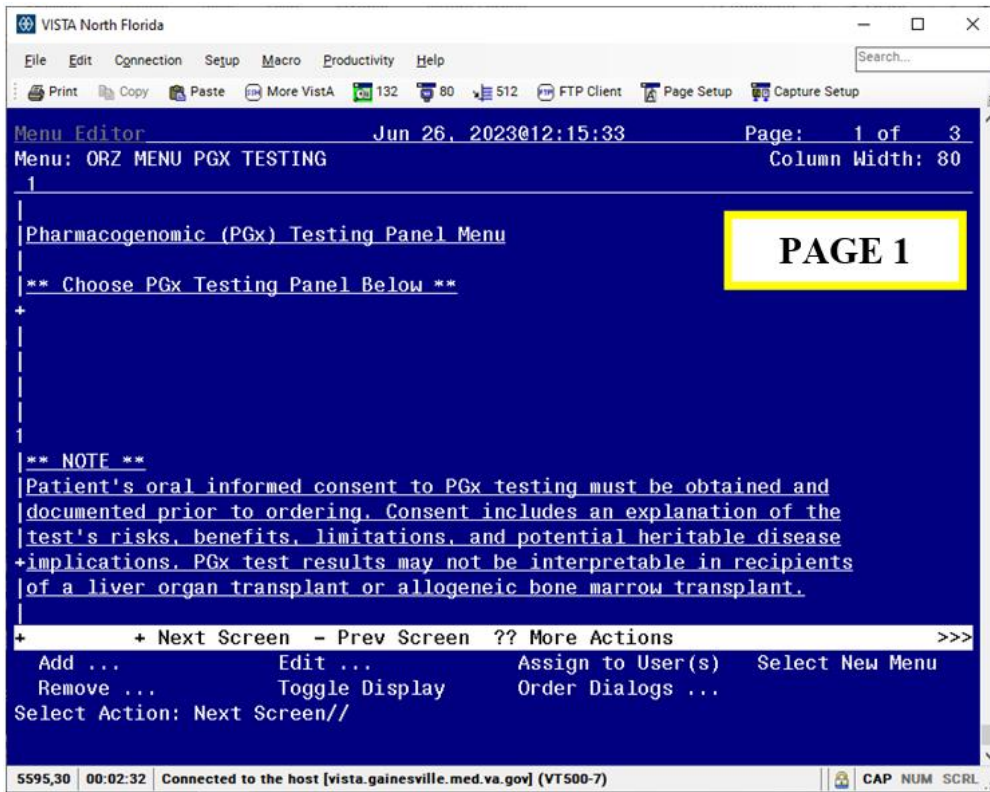 VISTA North Florida
File Edit Connection Setup Macro Productivity Help Search...
Print Copy Paste More VistA 132 80 512 FTP Client Page Setup Capture Setup
Menu Editor Jun 26, 2023@12:15:33 Page: 1 of 3
Menu: ORZ MENU PGX TESTING Column Width: 80
1
Pharmacogenomic (PGx) Testing Panel Menu
PAGE 1
** Choose PGx Testing Panel Below **
+
1
** NOTE **
Patient's oral informed consent to PGx testing must be obtained and
documented prior to ordering. Consent includes an explanation of the
test's risks, benefits, limitations, and potential heritable disease
+implications. PGx test results may not be interpretable in recipients
of a liver organ transplant or allogeneic bone marrow transplant.
+ + Next Screen - Prev Screen ?? More Actions >>>
Add ... Edit ... Assign to User(s) Select New Menu
Remove ... Toggle Display Order Dialogs ...
Select Action: Next Screen//
5595,30 00:02:32 Connected to the host [vista.gainesville.med.va.gov] (VT500-7) CAP NUM SCRL